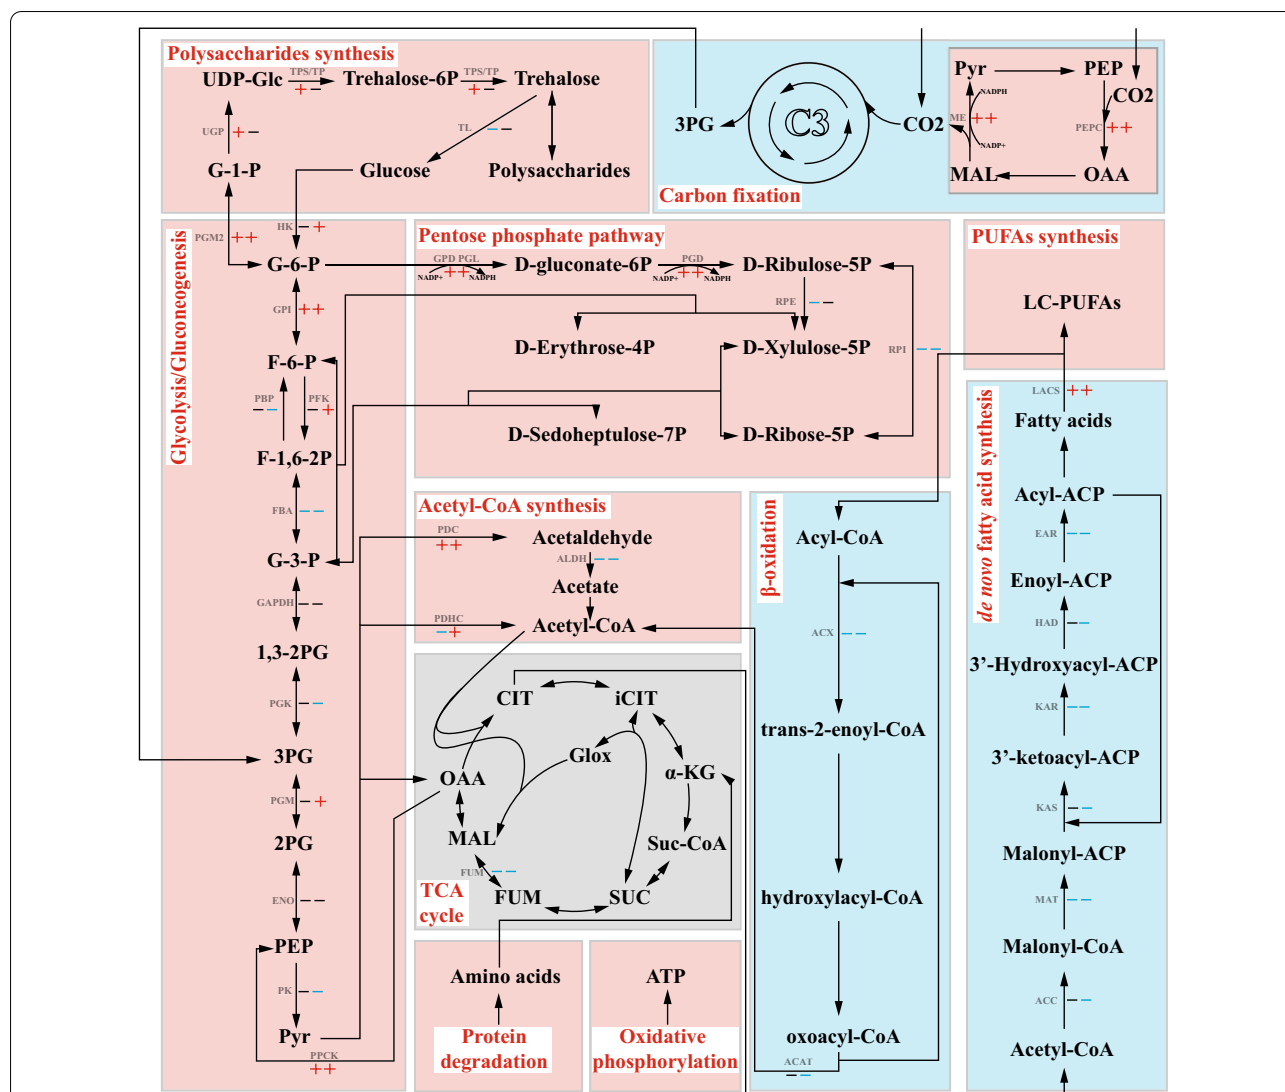 Polysaccharides synthesis
UDP-Glc
TPS/TP
+ −
Trehalose-6P
TPS/TP
+ −
Trehalose
UGP
+ −
TL
− −
G-1-P
Glucose
Polysaccharides
3PG
C3
CO2
Carbon fixation
Pyr
PEP
NADPH
CO2
ME
++
PEPC
++
NADP+
MAL
OAA
Glycolysis/Gluconeogenesis
PGM2
++
HK
− +
G-6-P
GPI
++
F-6-P
PBP
− −
PFK
− +
F-1,6-2P
FBA
− −
G-3-P
GAPDH
− −
1,3-2PG
PGK
− −
3PG
PGM
− +
2PG
ENO
− −
PEP
PK
− −
Pyr
PPCK
++
Pentose phosphate pathway
GPD PGL
NADP+
++
NADPH
D-gluconate-6P
PGD
NADP+
++
NADPH
D-Ribulose-5P
RPE
− −
D-Erythrose-4P
D-Xylulose-5P
RPI
− −
D-Sedoheptulose-7P
D-Ribose-5P
PUFAs synthesis
LC-PUFAs
Acetyl-CoA synthesis
PDC
++
Acetaldehyde
ALDH
− −
Acetate
PDHC
− +
Acetyl-CoA
CIT
iCIT
Glox
OAA
α-KG
MAL
Suc-CoA
FUM
− −
FUM
SUC
TCA
cycle
Amino acids
Protein
degradation
ATP
Oxidative
phosphorylation
β-oxidation
Acyl-CoA
ACX
− −
trans-2-enoyl-CoA
hydroxylacyl-CoA
oxoacyl-CoA
ACAT
− −
de novo fatty acid synthesis
LACS
++
Fatty acids
Acyl-ACP
EAR
− −
Enoyl-ACP
HAD
− −
3’-Hydroxyacyl-ACP
KAR
− −
3’-ketoacyl-ACP
KAS
− −
Malonyl-ACP
MAT
− −
Malonyl-CoA
ACC
− −
Acetyl-CoA